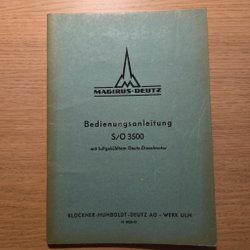 MAGIRUS-DEUTZ
Bedienungsanleitung
S/O 3500
mit luftgekühltem Deutz-Dieselmotor
KLÖCKNER-HUMBOLDT-DEUTZ AG · WERK ULM